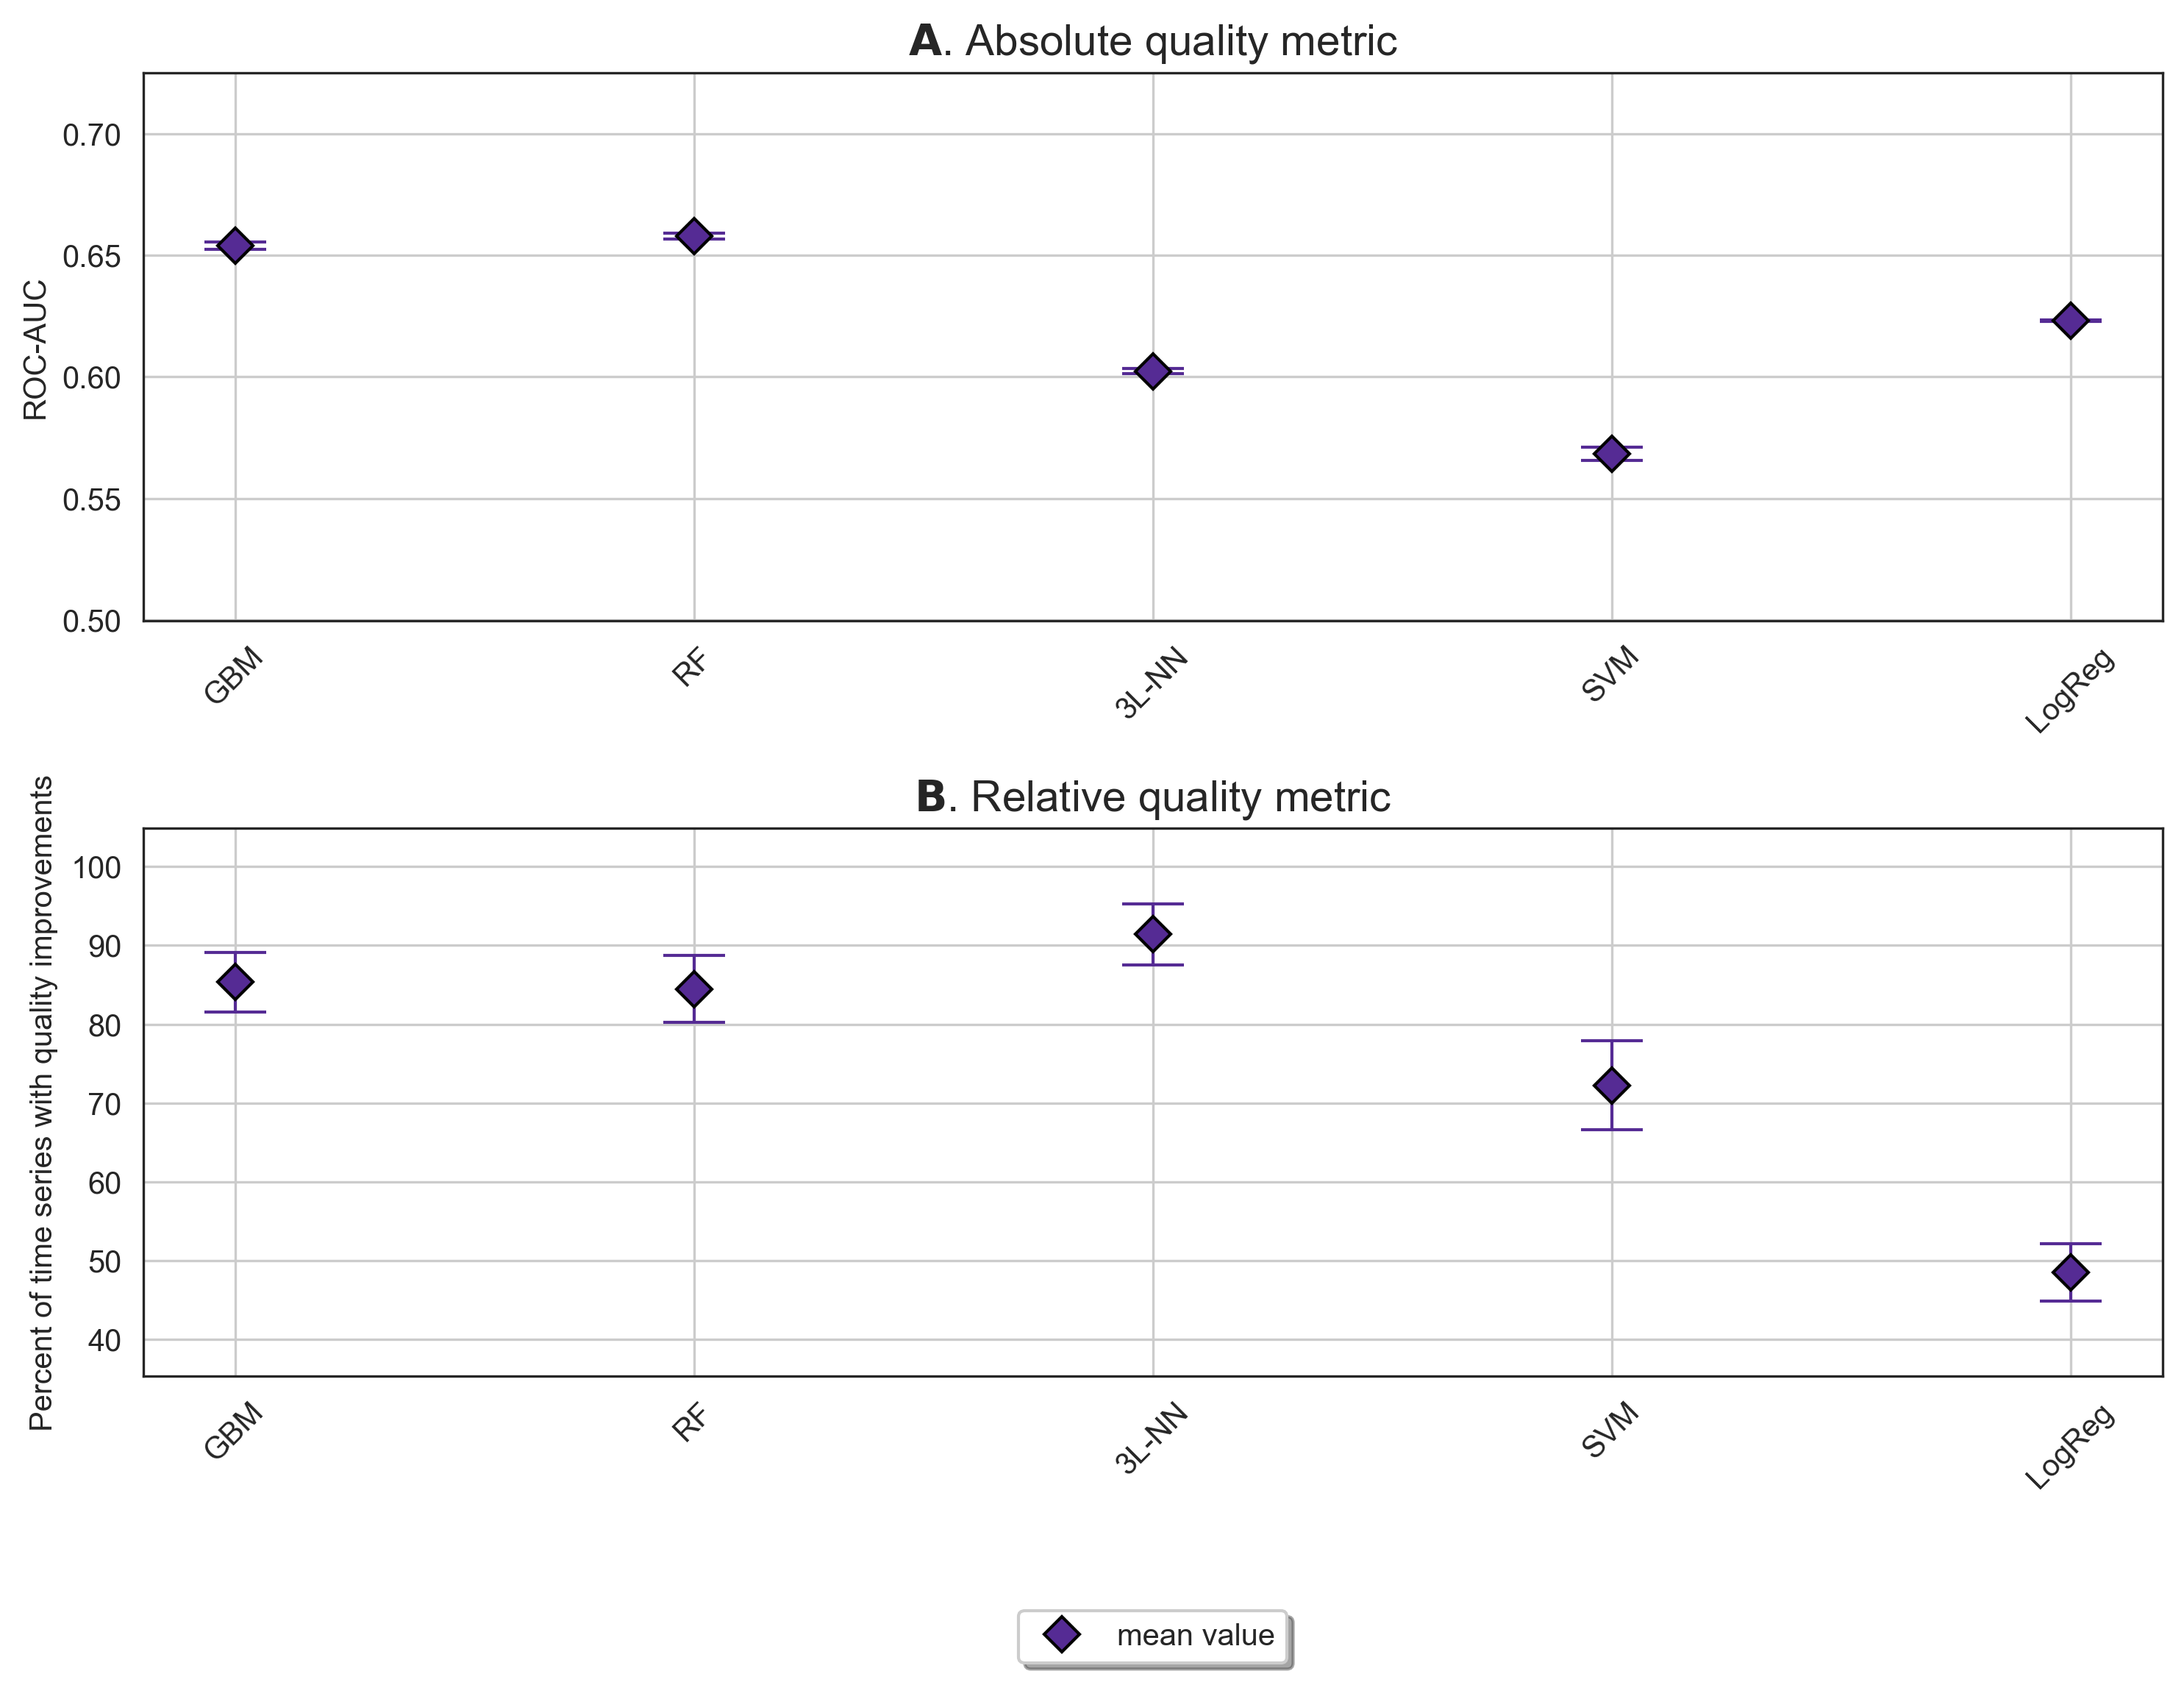 A. Absolute quality metric
0.70
0.65
0.60
0.55
0.50
ROC-AUC
GBM
RF
3L-NN
SVM
LogReg
B. Relative quality metric
100
90
80
70
60
50
40
Percent of time series with quality improvements
GBM
RF
3L-NN
SVM
LogReg
mean value